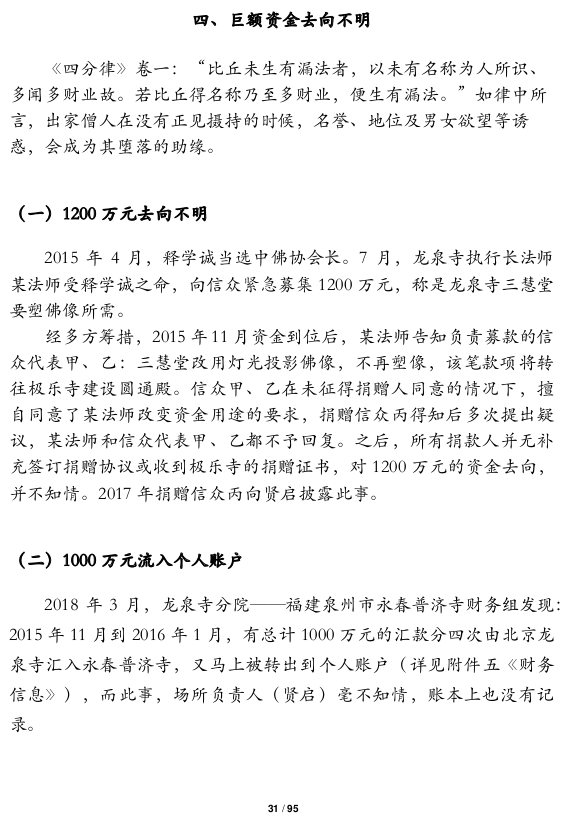 四、巨额资金去向不明
《四分律》卷一：“比丘未生有漏法者，以未有名称为人所识、
多闻多财业故。若比丘得名称乃至多财业，便生有漏法。”如律中所
言，出家僧人在没有正见摄持的时候，名誉、地位及男女欲望等诱
惑，会成为其堕落的助缘。
（一）1200 万元去向不明
2015 年 4 月，释学诚当选中佛协会长。7 月，龙泉寺执行长法师
某法师受释学诚之命，向信众紧急募集 1200 万元，称是龙泉寺三慧堂
要塑佛像所需。
经多方筹措，2015 年 11 月资金到位后，某法师告知负责募款的信
众代表甲、乙：三慧堂改用灯光投影佛像，不再塑像，该笔款项将转
往极乐寺建设圆通殿。信众甲、乙在未征得捐赠人同意的情况下，擅
自同意了某法师改变资金用途的要求，捐赠信众丙得知后多次提出疑
议，某法师和信众代表甲、乙都不予回复。之后，所有捐款人并无补
充签订捐赠协议或收到极乐寺的捐赠证书，对 1200 万元的资金去向，
并不知情。2017 年捐赠信众丙向贤启披露此事。
（二）1000 万元流入个人账户
2018 年 3 月，龙泉寺分院——福建泉州市永春普济寺财务组发现：
2015 年 11 月到 2016 年 1 月，有总计 1000 万元的汇款分四次由北京龙
泉寺汇入永春普济寺，又马上被转出到个人账户（详见附件五《财务
信息》），而此事，场所负责人（贤启）毫不知情，账本上也没有记
录。
31 / 95